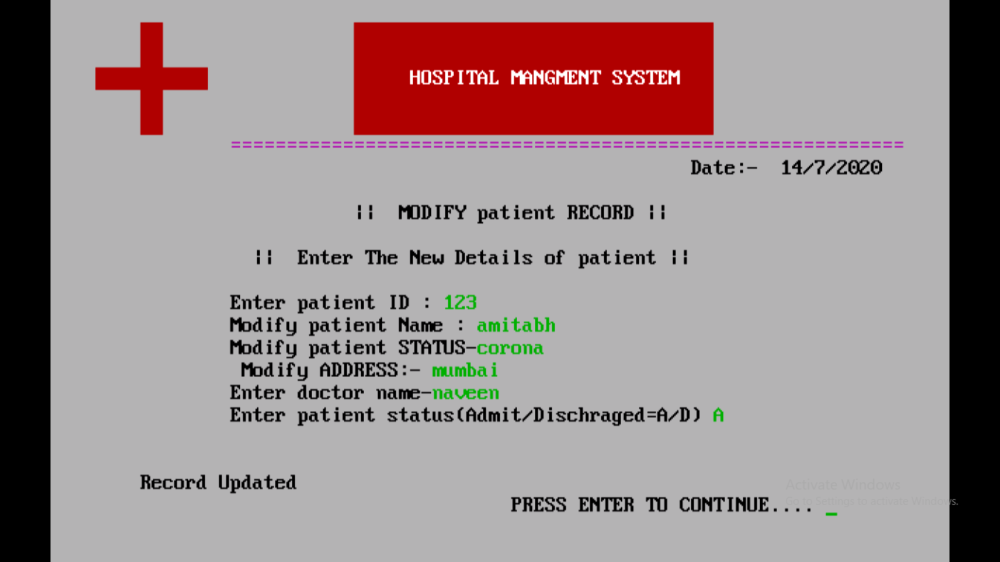 HOSPITAL MANGMENT SYSTEM
============================================================
Date:- 14/7/2020
|| MODIFY patient RECORD ||
|| Enter The New Details of patient ||
Enter patient ID : 123
Modify patient Name : amitabh
Modify patient STATUS-corona
Modify ADDRESS:- mumbai
Enter doctor name-naveen
Enter patient status(Admit/Dischraged=A/D) A
Record Updated
Activate Windows
Go to Settings to activate Windows.
PRESS ENTER TO CONTINUE.... _